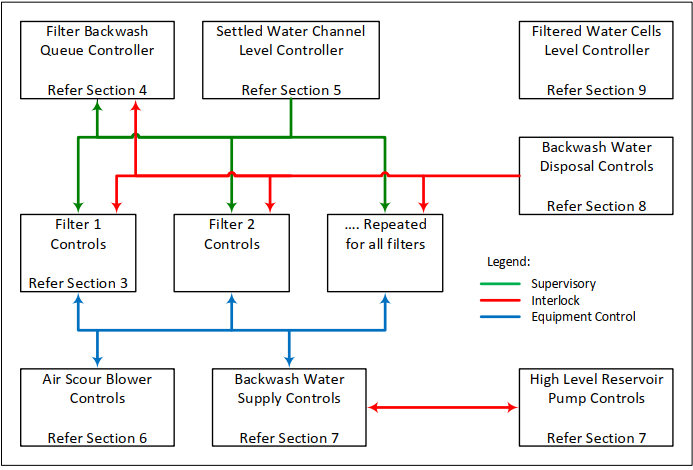 Filter Backwash
Queue Controller
Refer Section 4
Settled Water Channel
Level Controller
Refer Section 5
Filtered Water Cells
Level Controller
Refer Section 9
Backwash Water
Disposal Controls
Refer Section 8
Filter 1
Controls
Refer Section 3
Filter 2
Controls
.... Repeated
for all filters
Legend:
Supervisory
Interlock
Equipment Control
Air Scour Blower
Controls
Refer Section 6
Backwash Water
Supply Controls
Refer Section 7
High Level Reservoir
Pump Controls
Refer Section 7